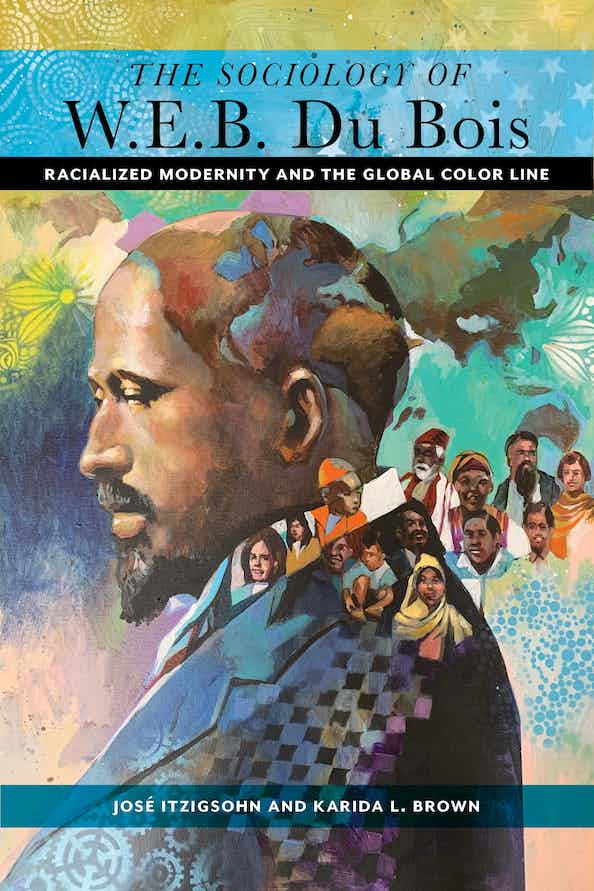 THE SOCIOLOGY OF
W.E.B. Du Bois
RACIALIZED MODERNITY AND THE GLOBAL COLOR LINE
JOSÉ ITZIGSOHN AND KARIDA L. BROWN